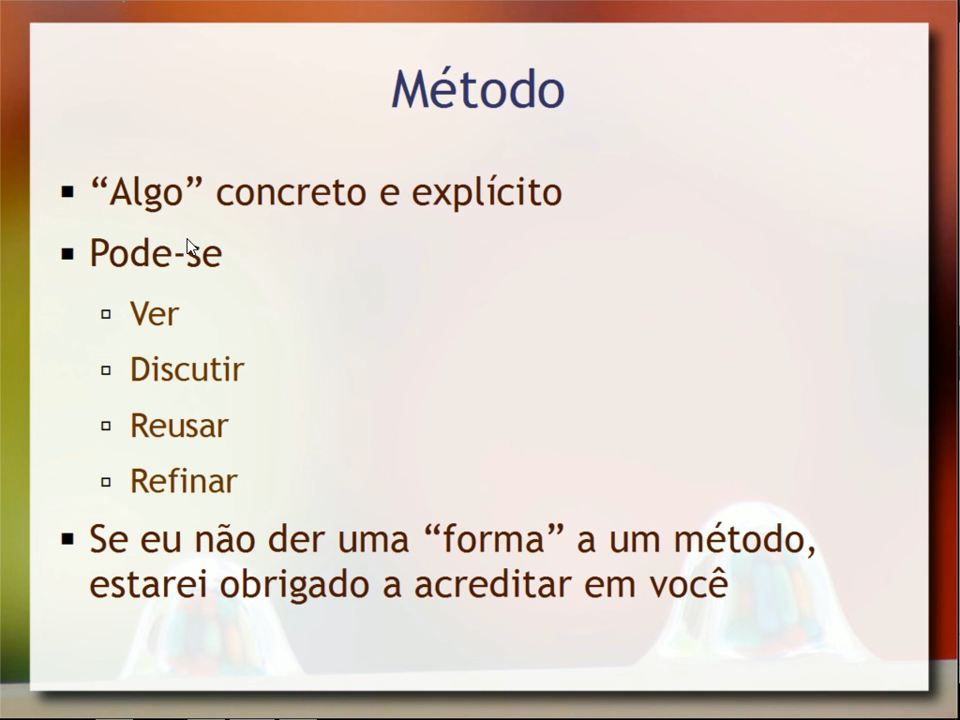 Método
“Algo” concreto e explícito
Pode-se
Ver
Discutir
Reusar
Refinar
Se eu não der uma “forma” a um método,
estarei obrigado a acreditar em você